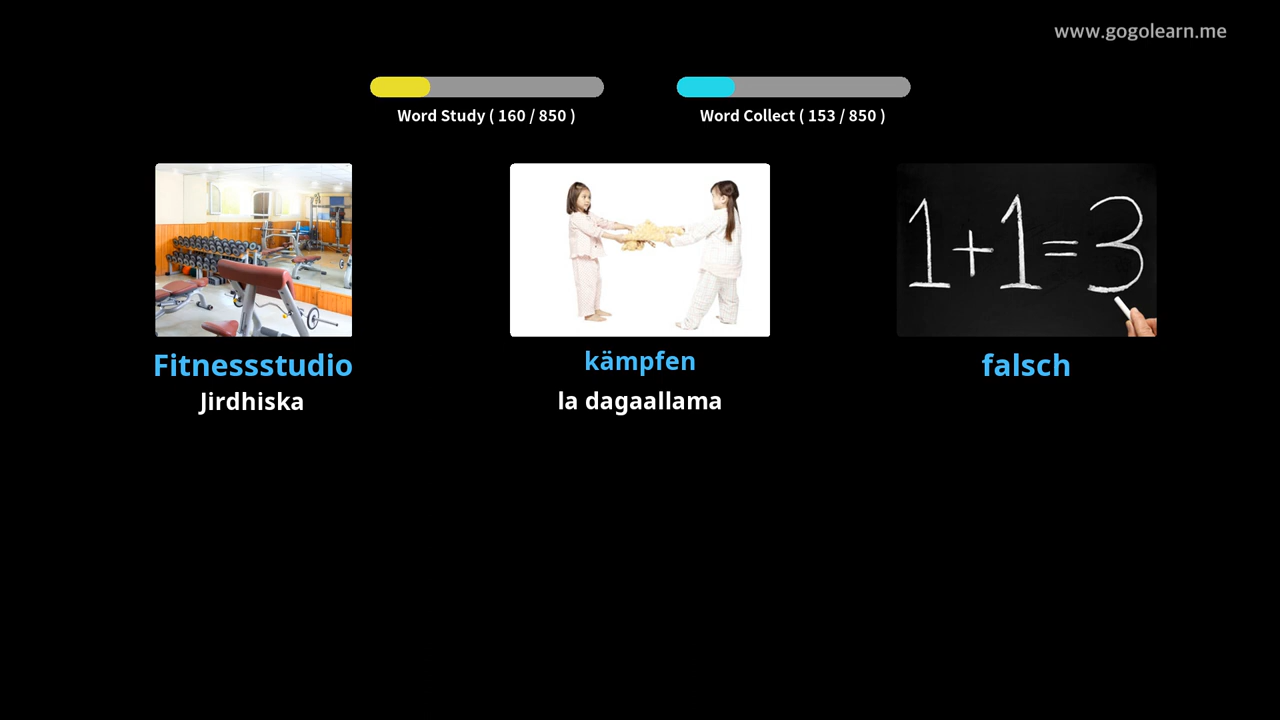 www.gogolearn.me
Word Study ( 160 / 850 )
Word Collect ( 153 / 850 )
1+1=3
Fitnessstudio
Jirdhiska
kämpfen
la dagaallama
falsch